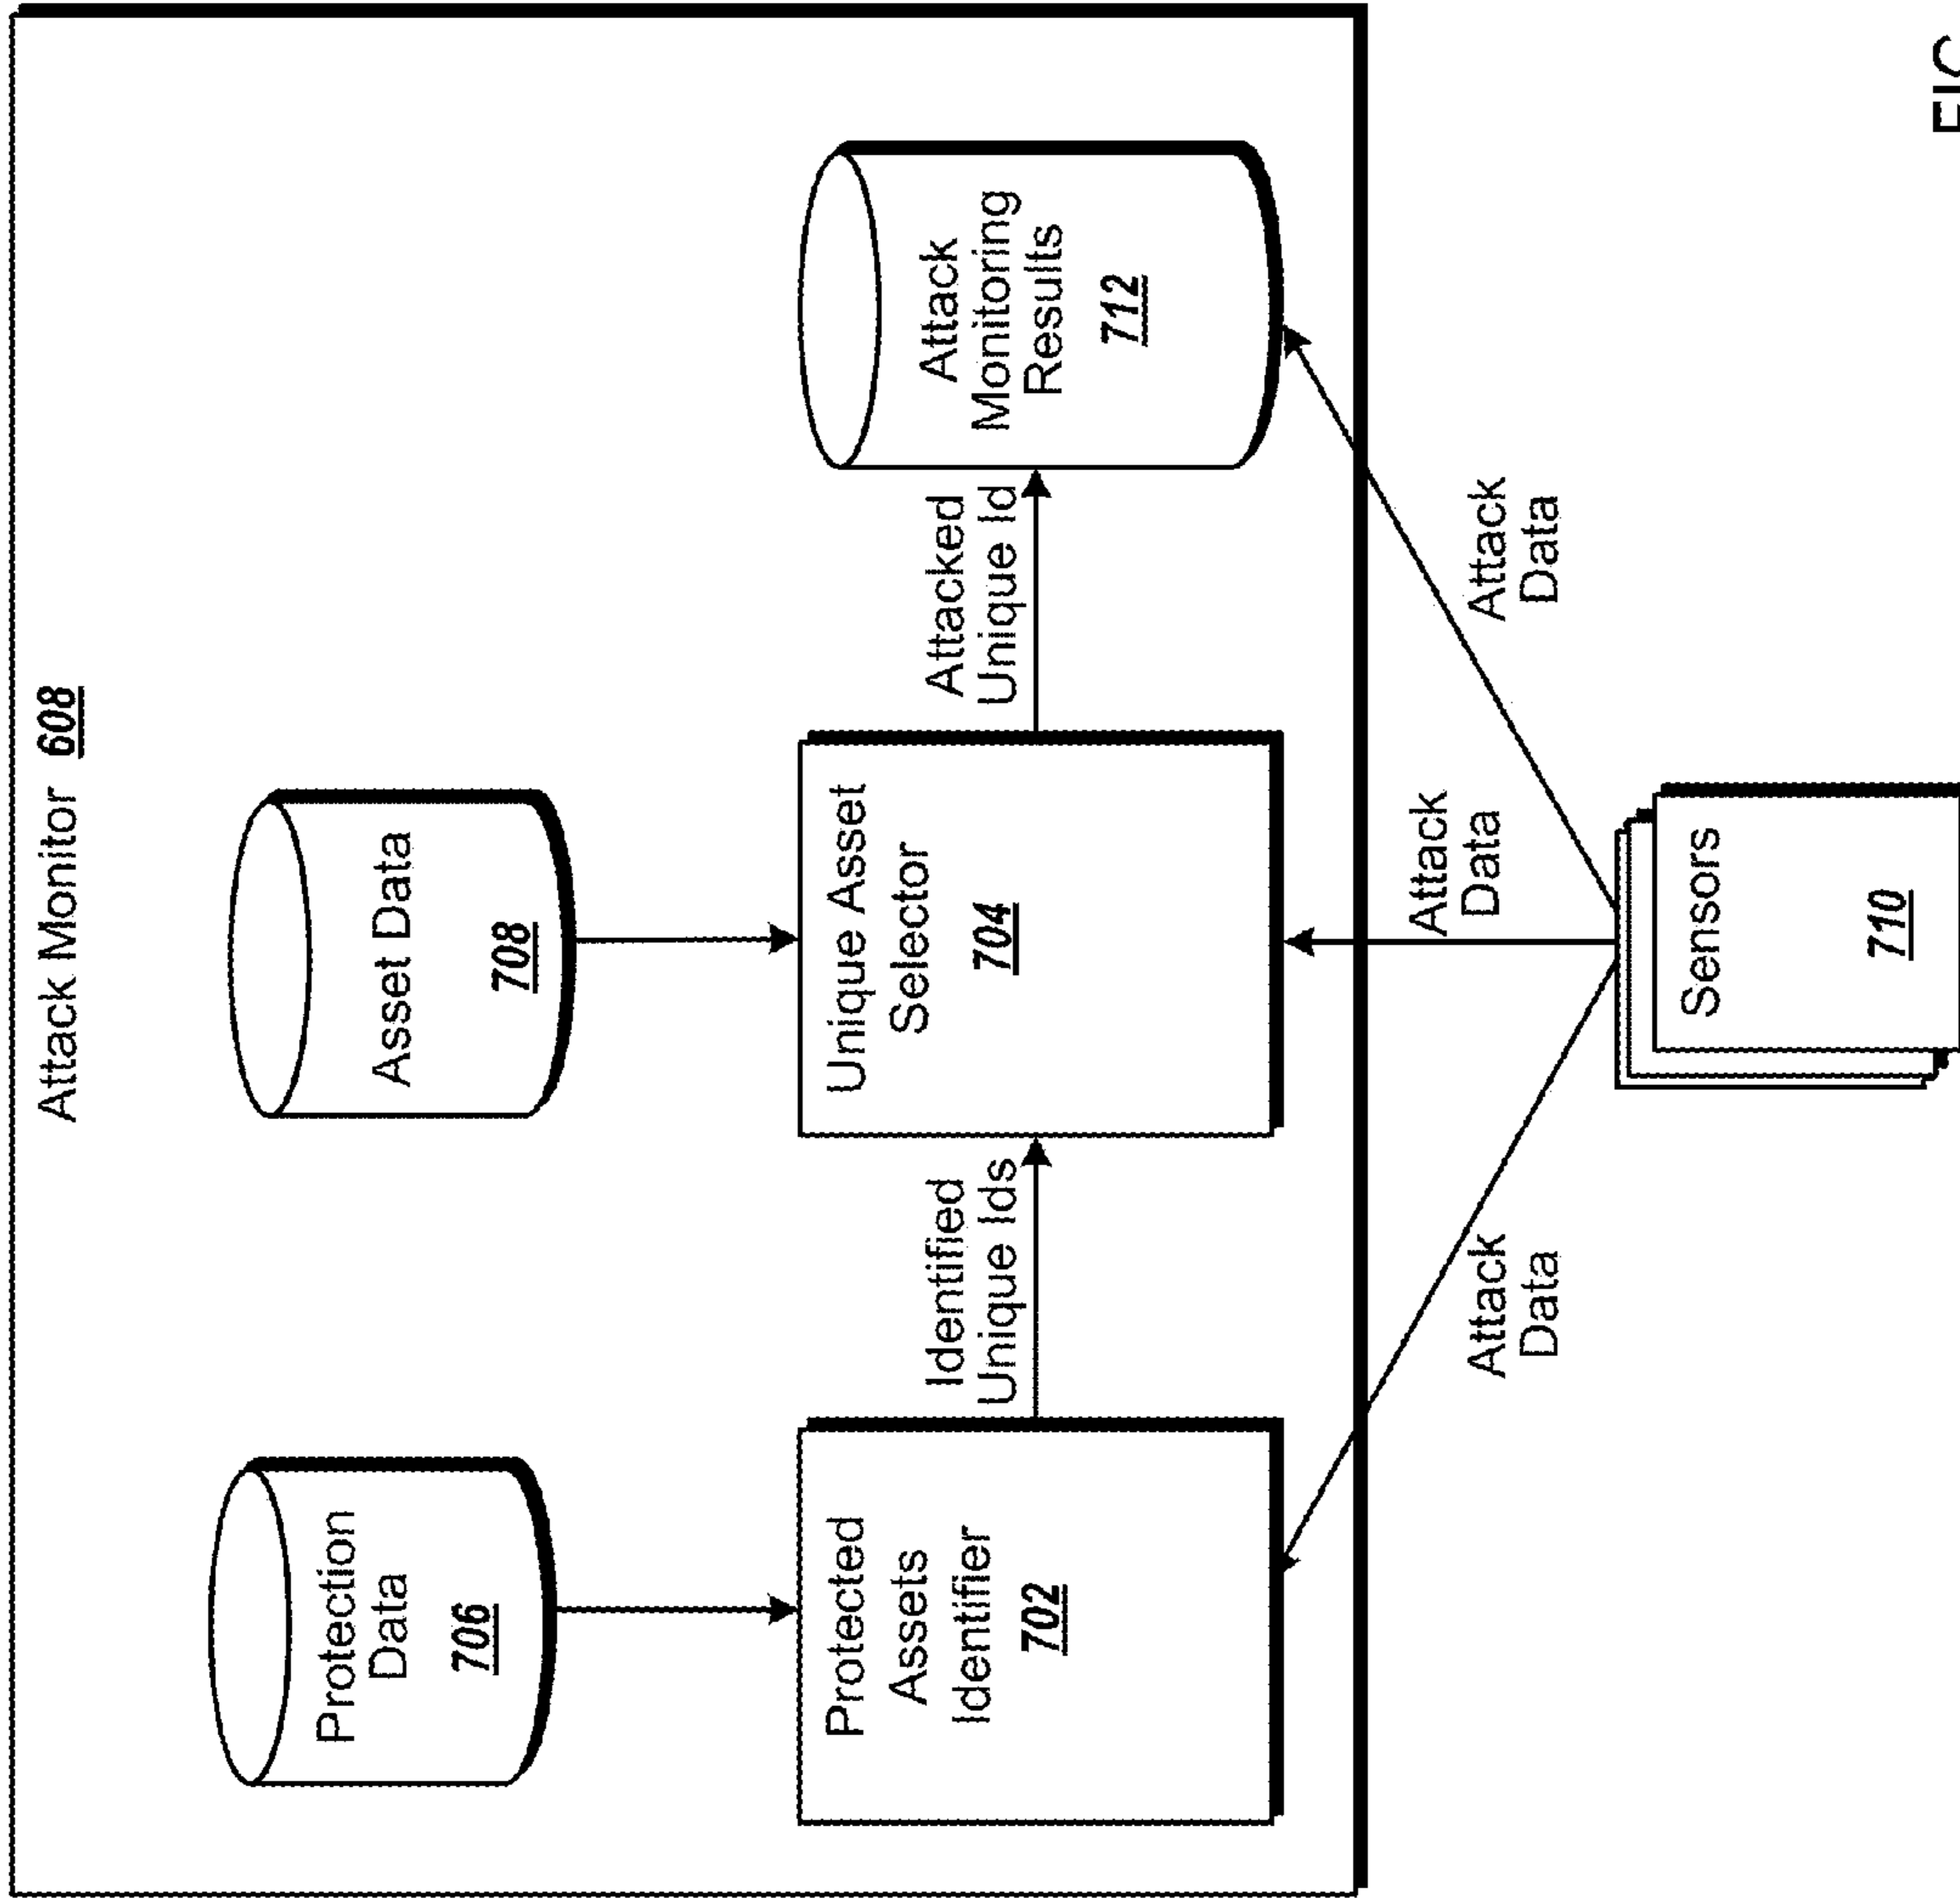 Attack Monitor 608
Protection
Data
706
Asset Data
708
Protected
Assets
Identifier
702
Identified
Unique Ids
Unique Asset
Selector
704
Attacked
Unique Id
Attack
Monitoring
Results
712
Attack
Data
Attack
Data
Attack
Data
Sensors
710